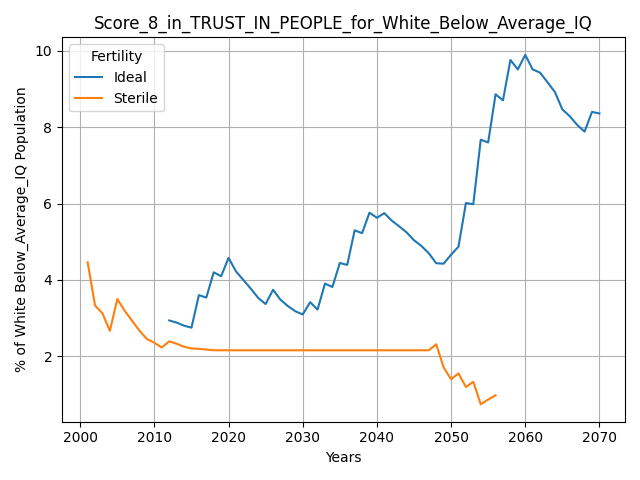 Score_8_in_TRUST_IN_PEOPLE_for_White_Below_Average_IQ
% of White Below_Average_IQ Population
Fertility
Ideal
Sterile
10
8
6
4
2
2000 2010 2020 2030 2040 2050 2060 2070
Years